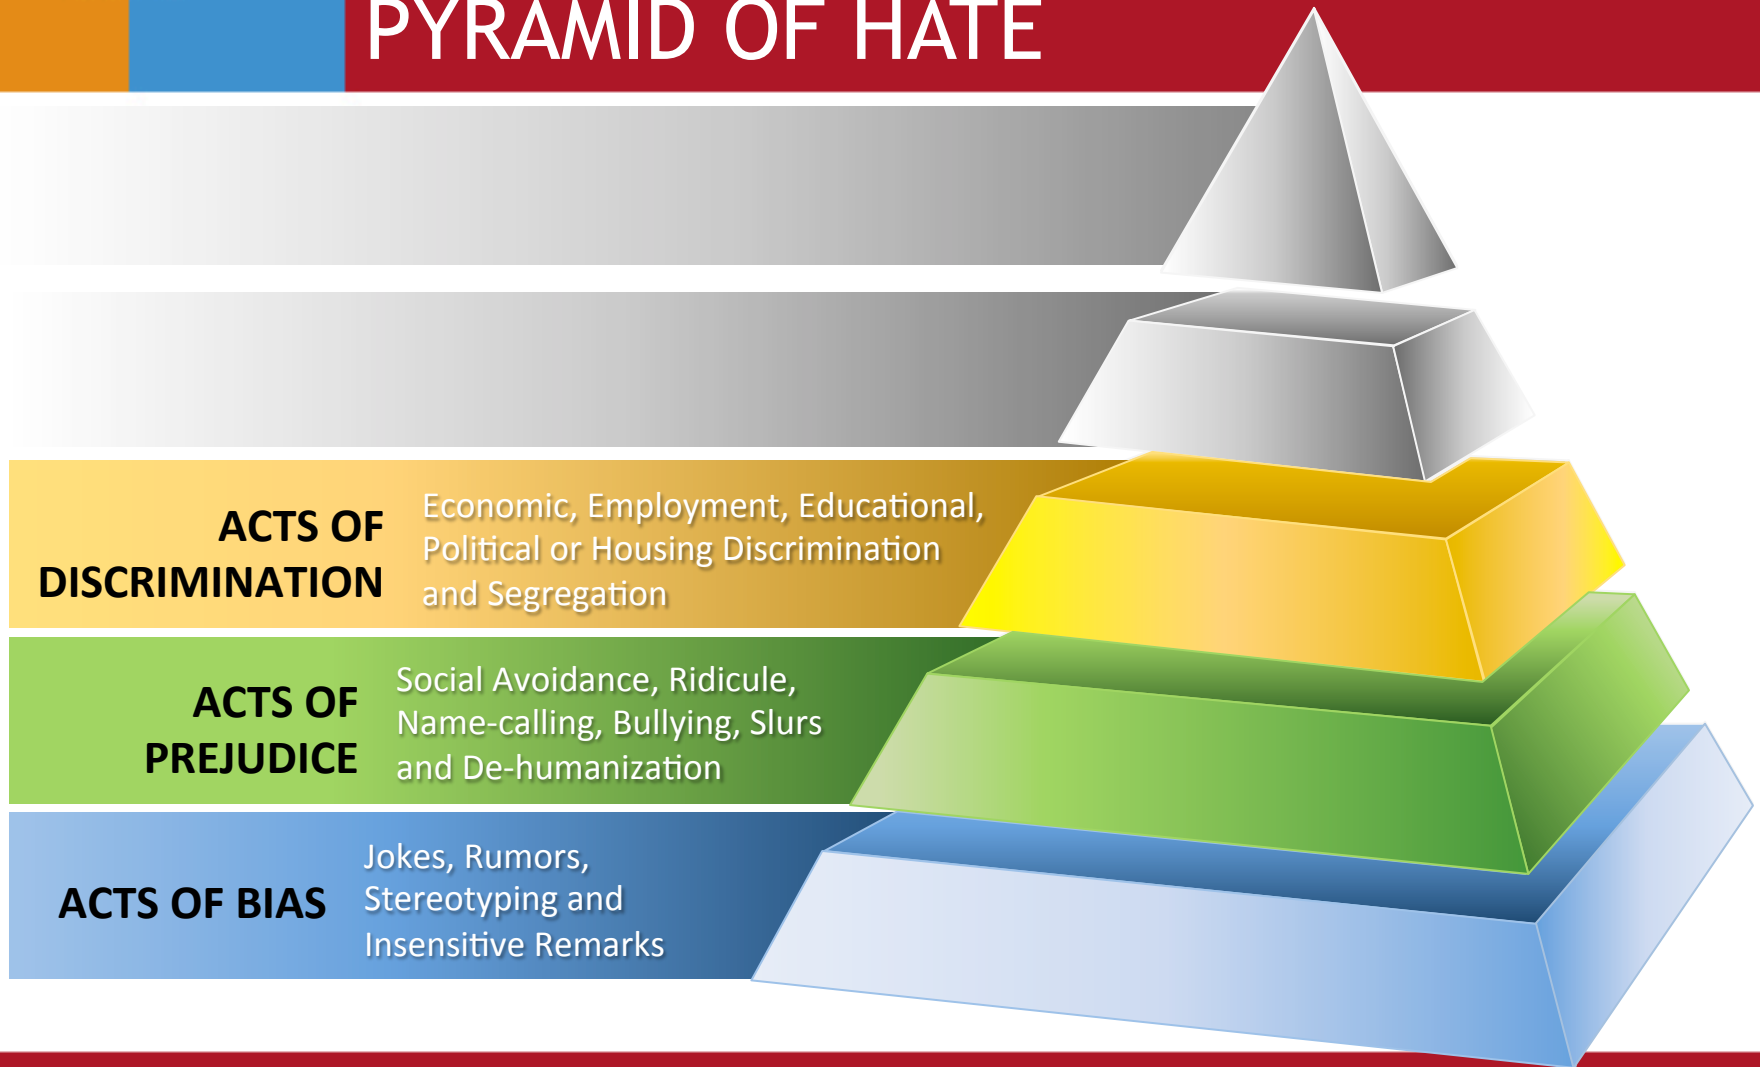 PYRAMID OF HATE
ACTS OF
DISCRIMINATION
Economic, Employment, Educational,
Political or Housing Discrimination
and Segregation
ACTS OF
PREJUDICE
Social Avoidance, Ridicule,
Name-calling, Bullying, Slurs
and De-humanization
ACTS OF BIAS
Jokes, Rumors,
Stereotyping and
Insensitive Remarks